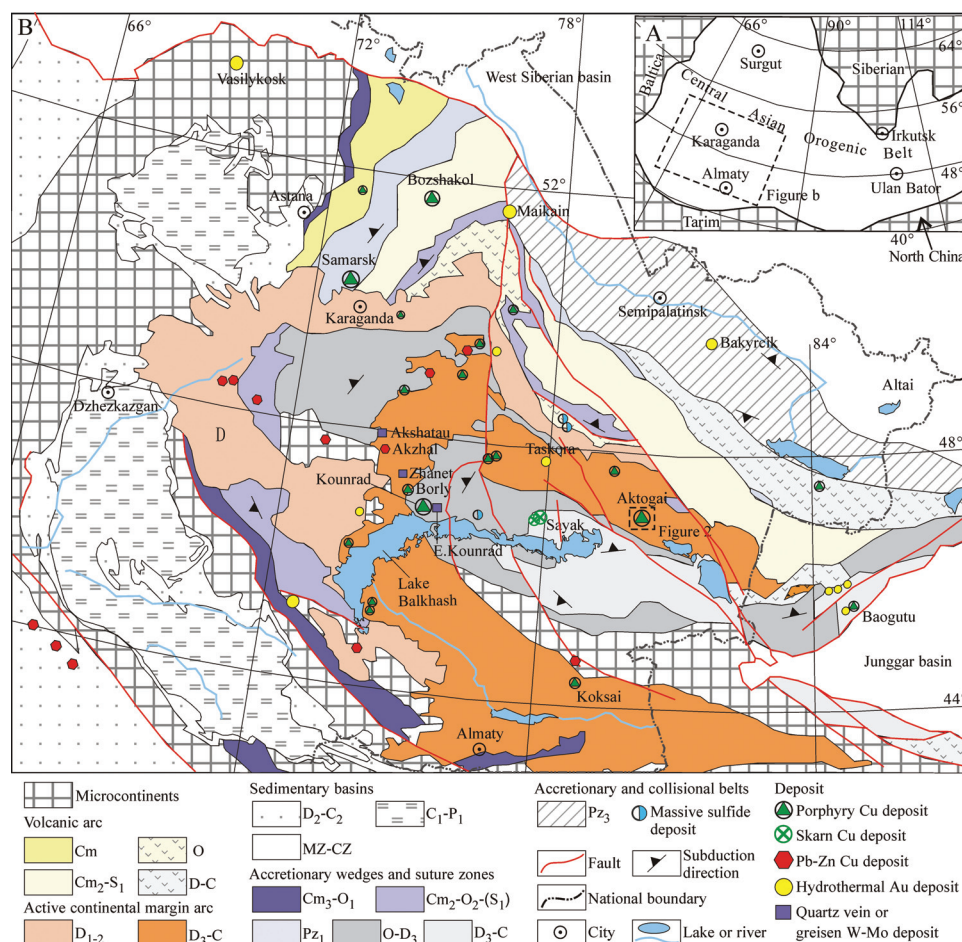 B
66°
72°
78°
West Siberian basin
Vasilykosk
Astana
Bozshakol
52°
Maikain
Samarsk
Karaganda
Semipalatinsk
Bakyrcik
84°
Altai
Dzhezkazgan
D
Akshatau
Akzhal
Taskora
48°
Kounrad
Zhanet
Borly
Aktogai
Sayak
Figure 2
E.Kounrad
Lake
Balkhash
Baogutu
Junggar basin
Koksai
44°
Almaty
A
66°
90°
114°
64°
Baltica
Surgut
Siberian
56°
Central
Asian
Orogenic
Belt
Karaganda
Irkutsk
48°
Almaty
Figure b
Ulan Bator
Tarim
40°
North China
Microcontients
Volcanic arc
Cm
O
Cm2-S1
D-C
Active continental margin arc
D1-2
D3-C
Sedimentary basins
D2-C2
C1-P1
MZ-CZ
Accretionary wedges and suture zones
Cm3-O1
Cm2-O2-(S1)
Pz1
O-D3
D3-C
Accretionary and collisional belts
Pz3
Massive sulfide
deposit
Fault
Subduction
direction
National boundary
City
Lake or river
Deposit
Porphyry Cu deposit
Skarn Cu deposit
Pb-Zn Cu deposit
Hydrothermal Au deposit
Quartz vein or
greisen W-Mo deposit